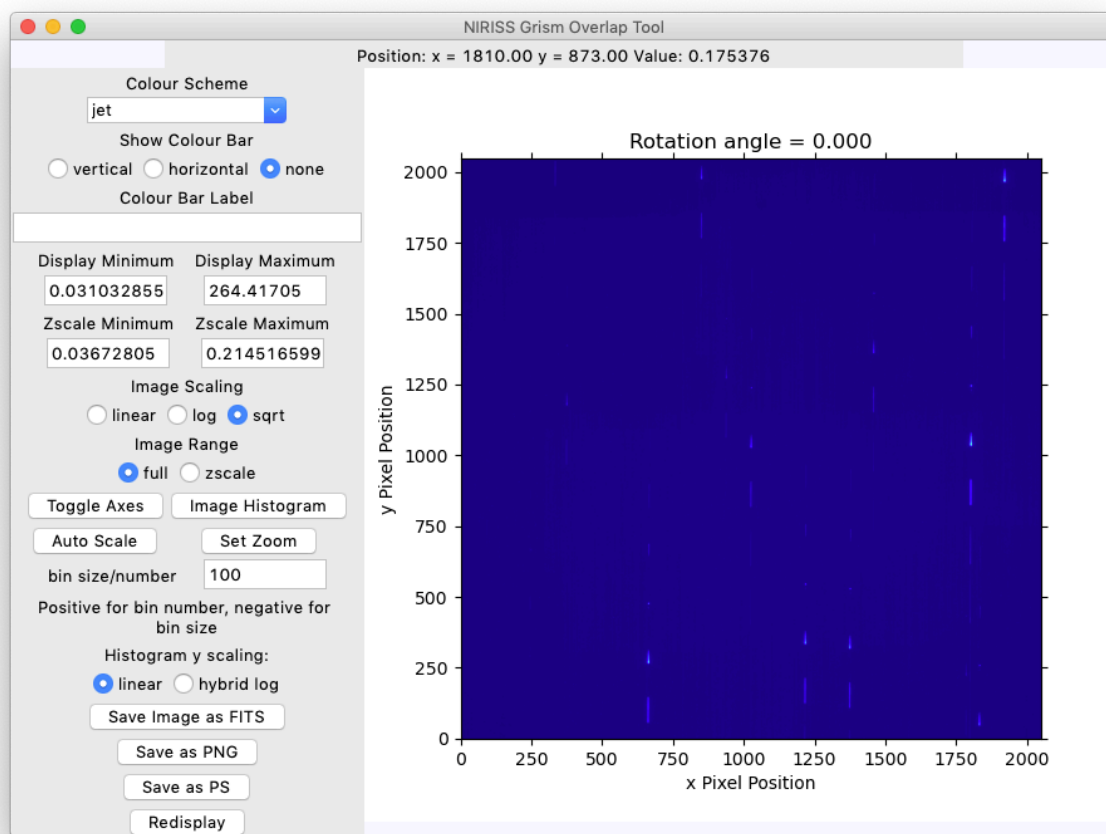 NIRISS Grism Overlap Tool
Position: x = 1810.00 y = 873.00 Value: 0.175376
Colour Scheme
jet
Show Colour Bar
vertical horizontal none
Colour Bar Label
Display Minimum Display Maximum
0.031032855 264.41705
Zscale Minimum Zscale Maximum
0.03672805 0.214516599
Image Scaling
linear log sqrt
Image Range
full zscale
Toggle Axes Image Histogram
Auto Scale Set Zoom
bin size/number 100
Positive for bin number, negative for
bin size
Histogram y scaling:
linear hybrid log
Save Image as FITS
Save as PNG
Save as PS
Redisplay
Rotation angle = 0.000
2000
1750
1500
1250
1000
750
500
250
0
y Pixel Position
0 250 500 750 1000 1250 1500 1750 2000
x Pixel Position